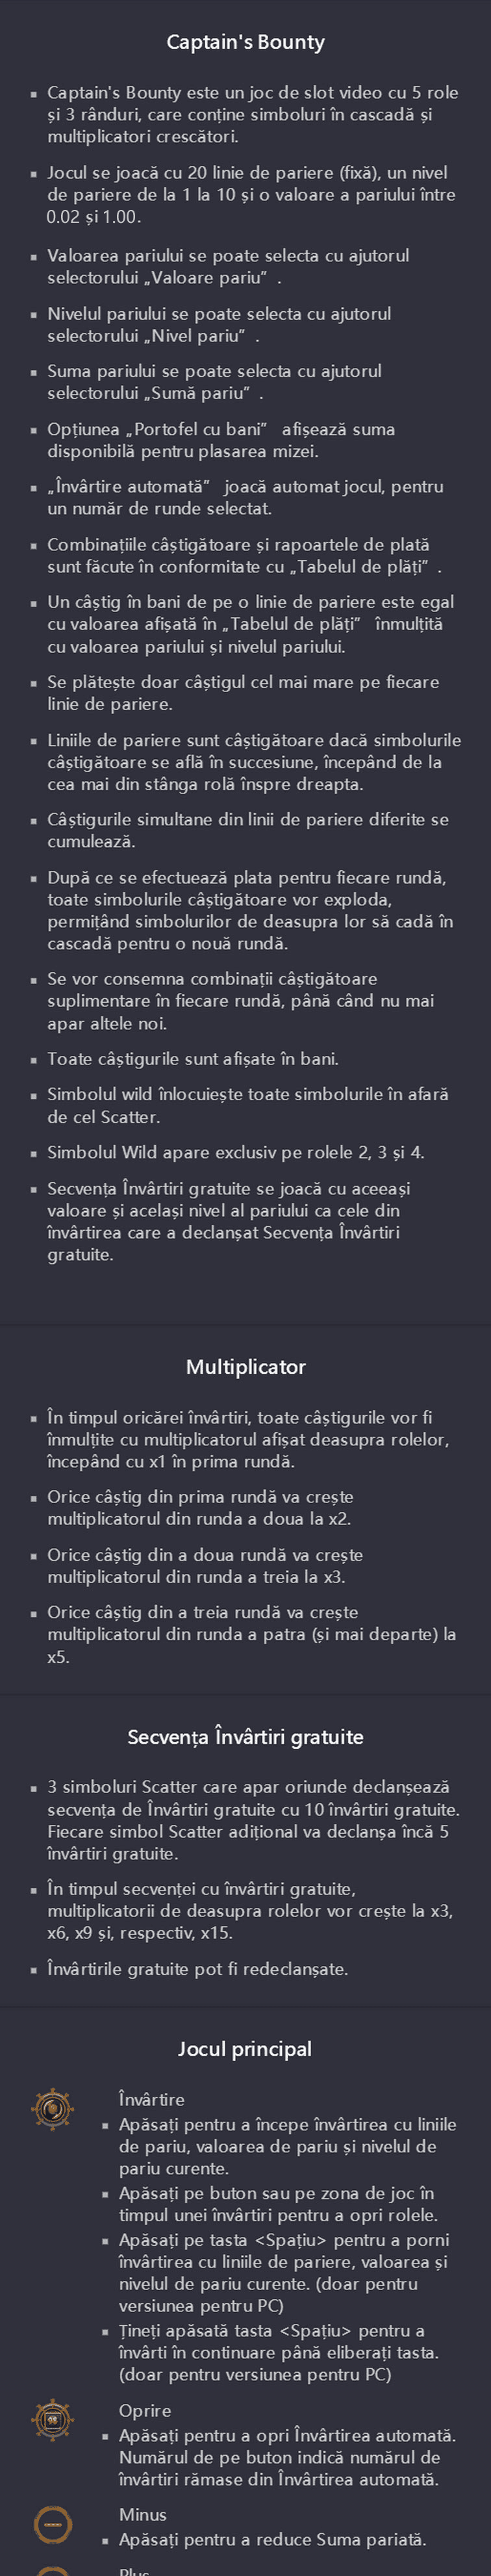 Captain's Bounty
Captain's Bounty este un joc de slot video cu 5 role
și 3 rânduri, care conține simboluri în cascadă și
multiplicatori crescători.
Jocul se joacă cu 20 linie de pariere (fixă), un nivel
de pariere de la 1 la 10 și o valoare a pariului între
0.02 și 1.00.
Valoarea pariului se poate selecta cu ajutorul
selectorului „Valoare pariu” .
Nivelul pariului se poate selecta cu ajutorul
selectorului „Nivel pariu” .
Suma pariului se poate selecta cu ajutorul
selectorului „Sumă pariu” .
Opțiunea „Portofel cu bani” afișează suma
disponibilă pentru plasarea mizei.
„Învârtire automată” joacă automat jocul, pentru
un număr de runde selectat.
Combinațiile câștigătoare și rapoartele de plată
sunt făcute în conformitate cu „Tabelul de plăți” .
Un câștig în bani de pe o linie de pariere este egal
cu valoarea afișată în „Tabelul de plăți” înmulțită
cu valoarea pariului și nivelul pariului.
Se plătește doar câștigul cel mai mare pe fiecare
linie de pariere.
Liniile de pariere sunt câștigătoare dacă simbolurile
câștigătoare se află în succesiune, începând de la
cea mai din stânga rolă înspre dreapta.
Câștigurile simultane din linii de pariere diferite se
cumulează.
După ce se efectuează plata pentru fiecare rundă,
toate simbolurile câștigătoare vor exploda,
permițând simbolurilor de deasupra lor să cadă în
cascadă pentru o nouă rundă.
Se vor consemna combinații câștigătoare
suplimentare în fiecare rundă, până când nu mai
apar altele noi.
Toate câștigurile sunt afișate în bani.
Simbolul wild înlocuiește toate simbolurile în afară
de cel Scatter.
Simbolul Wild apare exclusiv pe rolele 2, 3 și 4.
Secvența Învârtiri gratuite se joacă cu aceeași
valoare și același nivel al pariului ca cele din
învârtirea care a declanșat Secvența Învârtiri
gratuite.
Multiplicator
În timpul oricărei învârtiri, toate câștigurile vor fi
înmulțite cu multiplicatorul afișat deasupra rolelor,
începând cu x1 în prima rundă.
Orice câștig din prima rundă va crește
multiplicatorul din runda a doua la x2.
Orice câștig din a doua rundă va crește
multiplicatorul din runda a treia la x3.
Orice câștig din a treia rundă va crește
multiplicatorul din runda a patra (și mai departe) la
x5.
Secvența Învârtiri gratuite
3 simboluri Scatter care apar oriunde declanșează
secvența de Învârtiri gratuite cu 10 învârtiri gratuite.
Fiecare simbol Scatter adițional va declanșa încă 5
învârtiri gratuite.
În timpul secvenței cu învârtiri gratuite,
multiplicatorii de deasupra rolelor vor crește la x3,
x6, x9 și, respectiv, x15.
Învârtirile gratuite pot fi redeclanșate.
Jocul principal
Învârtire
Apăsați pentru a începe învârtirea cu liniile
de pariu, valoarea de pariu și nivelul de
pariu curente.
Apăsați pe buton sau pe zona de joc în
timpul unei învârtiri pentru a opri rolele.
Apăsați pe tasta <Spațiu> pentru a porni
învârtirea cu liniile de pariere, valoarea și
nivelul de pariu curente. (doar pentru
versiunea pentru PC)
Țineți apăsată tasta <Spațiu> pentru a
învârti în continuare până eliberați tasta.
(doar pentru versiunea pentru PC)
Oprire
Apăsați pentru a opri Învârtirea automată.
Numărul de pe buton indică numărul de
învârtiri rămase din Învârtirea automată.
Minus
Apăsați pentru a reduce Suma pariată.
Plus